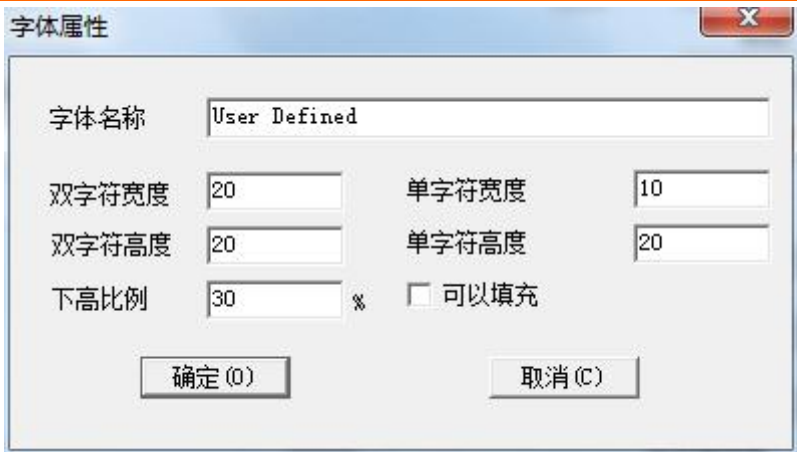 字体属性
字体名称 User Defined
双字符宽度 20 单字符宽度 10
双字符高度 20 单字符高度 20
下高比例 30 % 可以填充
确定(O) 取消(C)